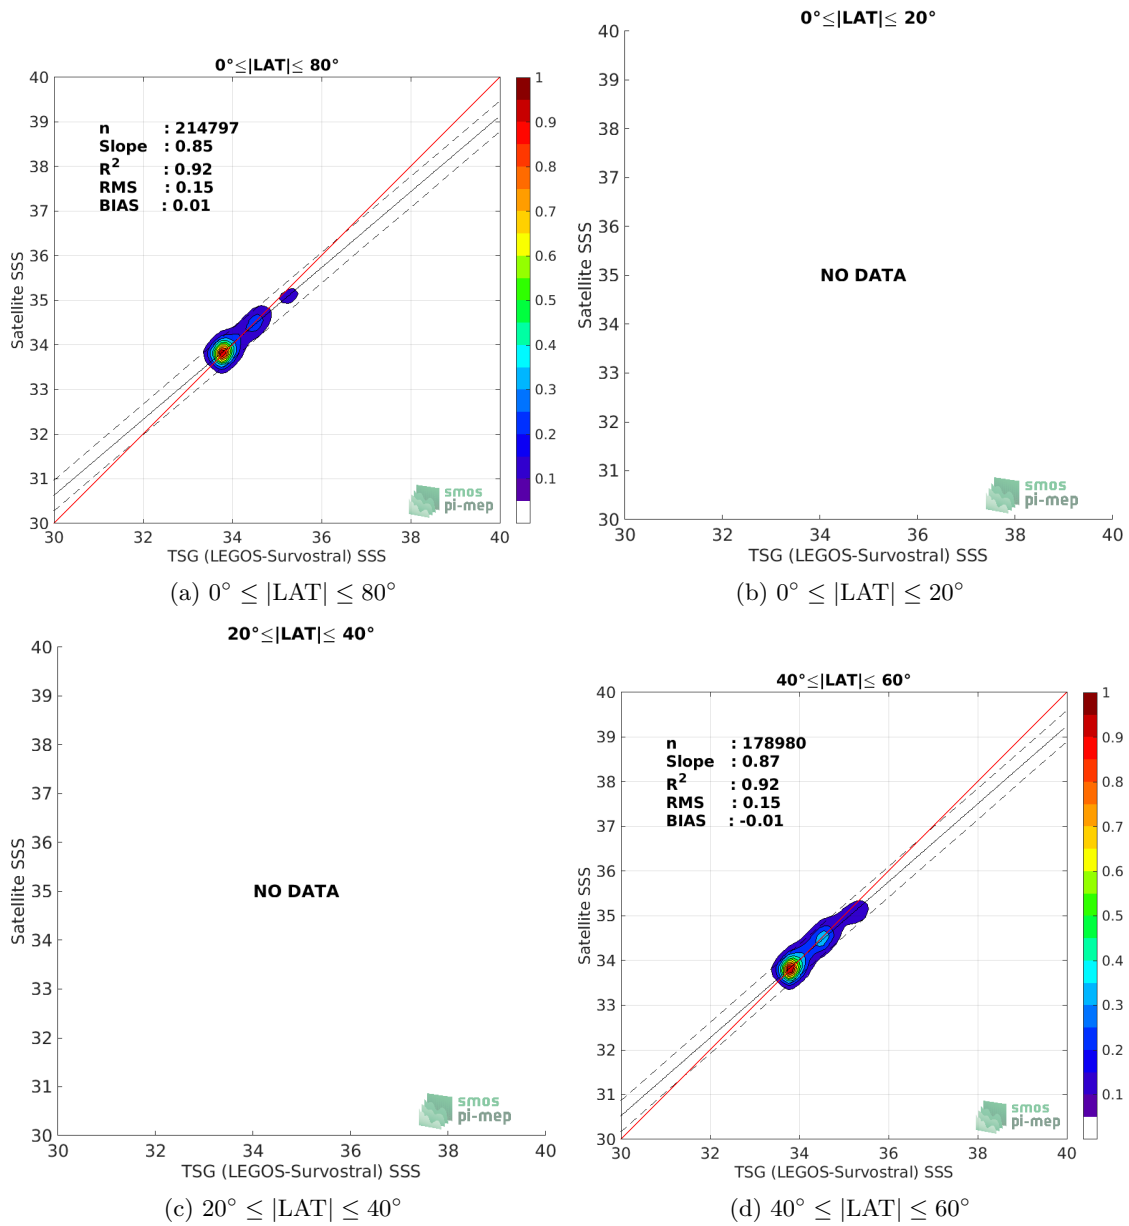 0°≤|LAT|≤ 80°
40
39
38
37
36
35
34
33
32
31
30
Satellite SSS
n : 214797
Slope : 0.85
R2 : 0.92
RMS : 0.15
BIAS : 0.01
1
0.9
0.8
0.7
0.6
0.5
0.4
0.3
0.2
0.1
smos
pi-mep
30 32 34 36 38 40
TSG (LEGOS-Survostral) SSS
(a) 0° ≤ |LAT| ≤ 80°
0°≤|LAT|≤ 20°
40
39
38
37
36
35
34
33
32
31
30
Satellite SSS
NO DATA
smos
pi-mep
30 32 34 36 38 40
TSG (LEGOS-Survostral) SSS
(b) 0° ≤ |LAT| ≤ 20°
20°≤|LAT|≤ 40°
40
39
38
37
36
35
34
33
32
31
30
Satellite SSS
NO DATA
smos
pi-mep
30 32 34 36 38 40
TSG (LEGOS-Survostral) SSS
(c) 20° ≤ |LAT| ≤ 40°
40°≤|LAT|≤ 60°
40
39
38
37
36
35
34
33
32
31
30
Satellite SSS
n : 178980
Slope : 0.87
R2 : 0.92
RMS : 0.15
BIAS : -0.01
1
0.9
0.8
0.7
0.6
0.5
0.4
0.3
0.2
0.1
smos
pi-mep
30 32 34 36 38 40
TSG (LEGOS-Survostral) SSS
(d) 40° ≤ |LAT| ≤ 60°